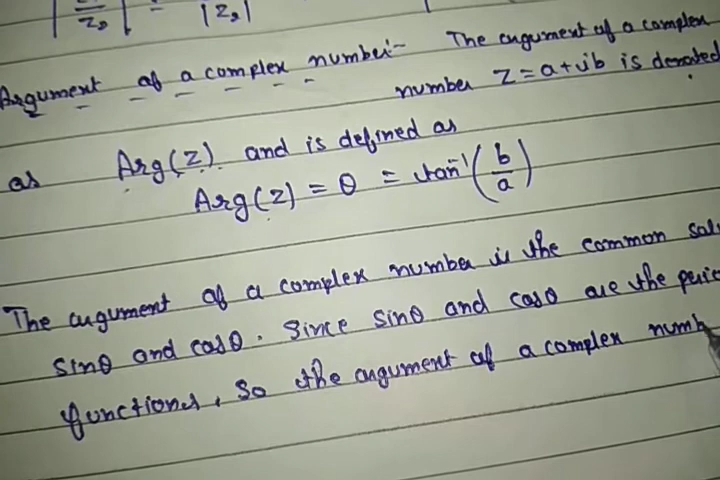 |z₂| = |z₂|
Argument of a complex number:- The argument of a complex
number Z = a+ib is denoted
as Arg(Z) and is defined as
Arg(Z) = θ = tan⁻¹(b/a)
The argument of a complex number is the common
sinθ and cosθ. Since sinθ and cosθ are the
functions, so the argument of a complex numb